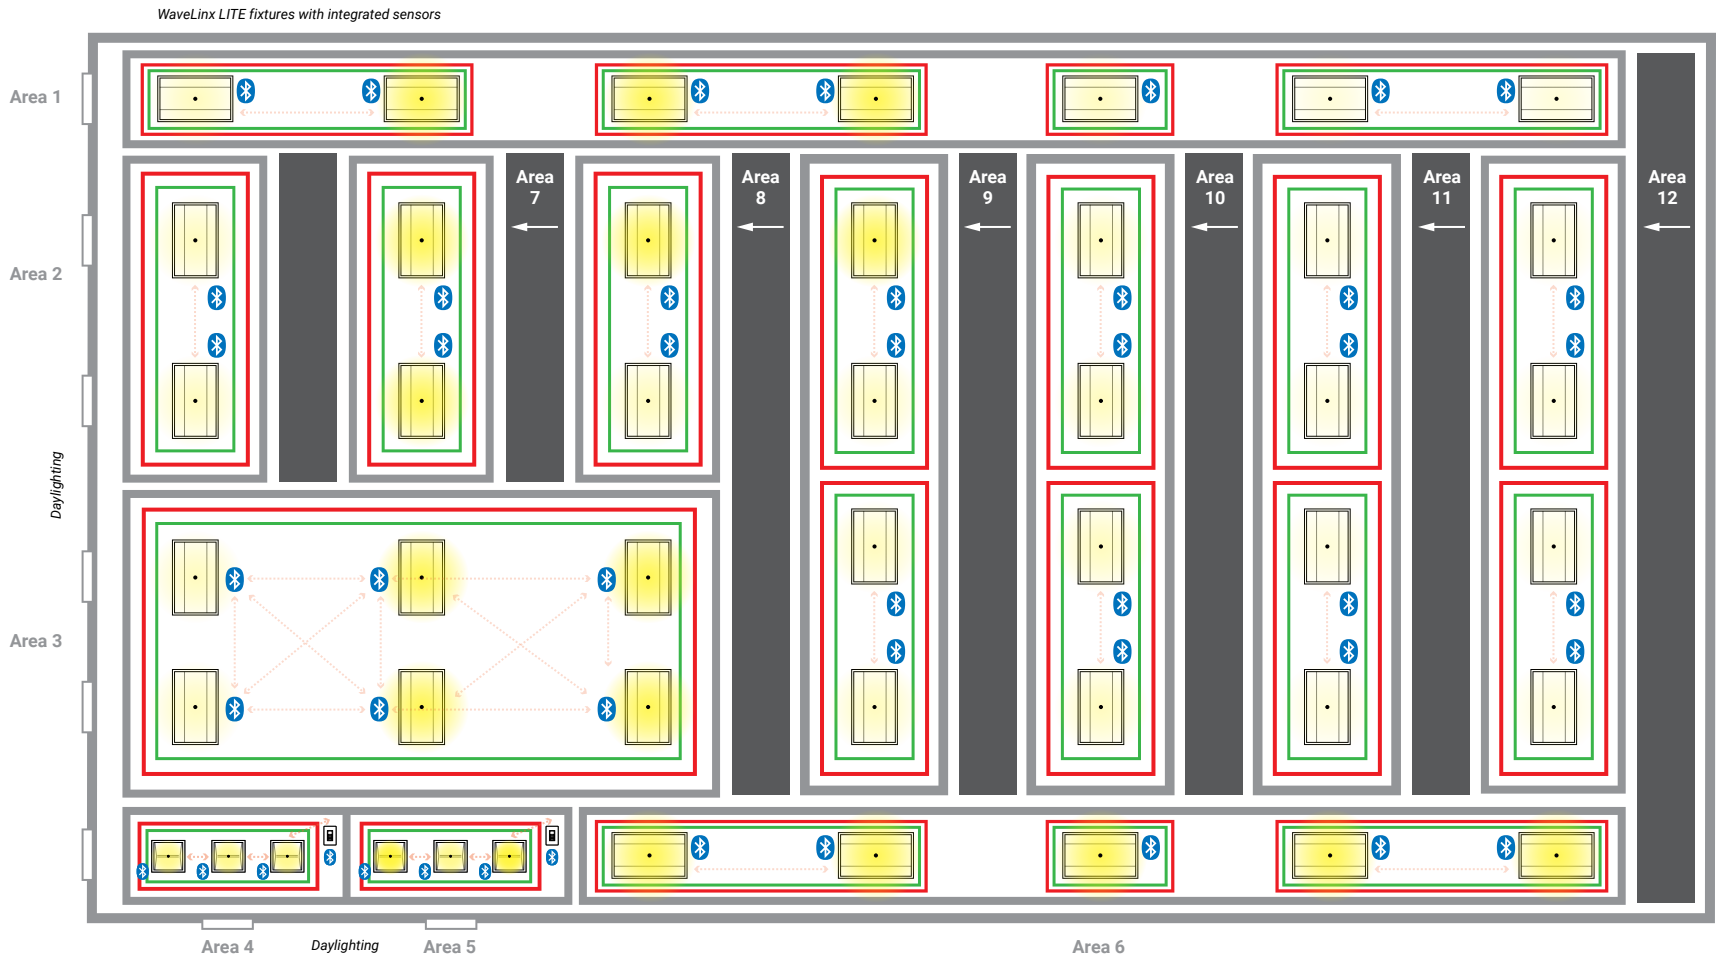 WaveLinx LITE fixtures with integrated sensors
Area 1
Area
7
Area
8
Area
9
Area
10
Area
11
Area
12
Area 2
Daylighting
Area 3
Area 4
Daylighting
Area 5
Area 6